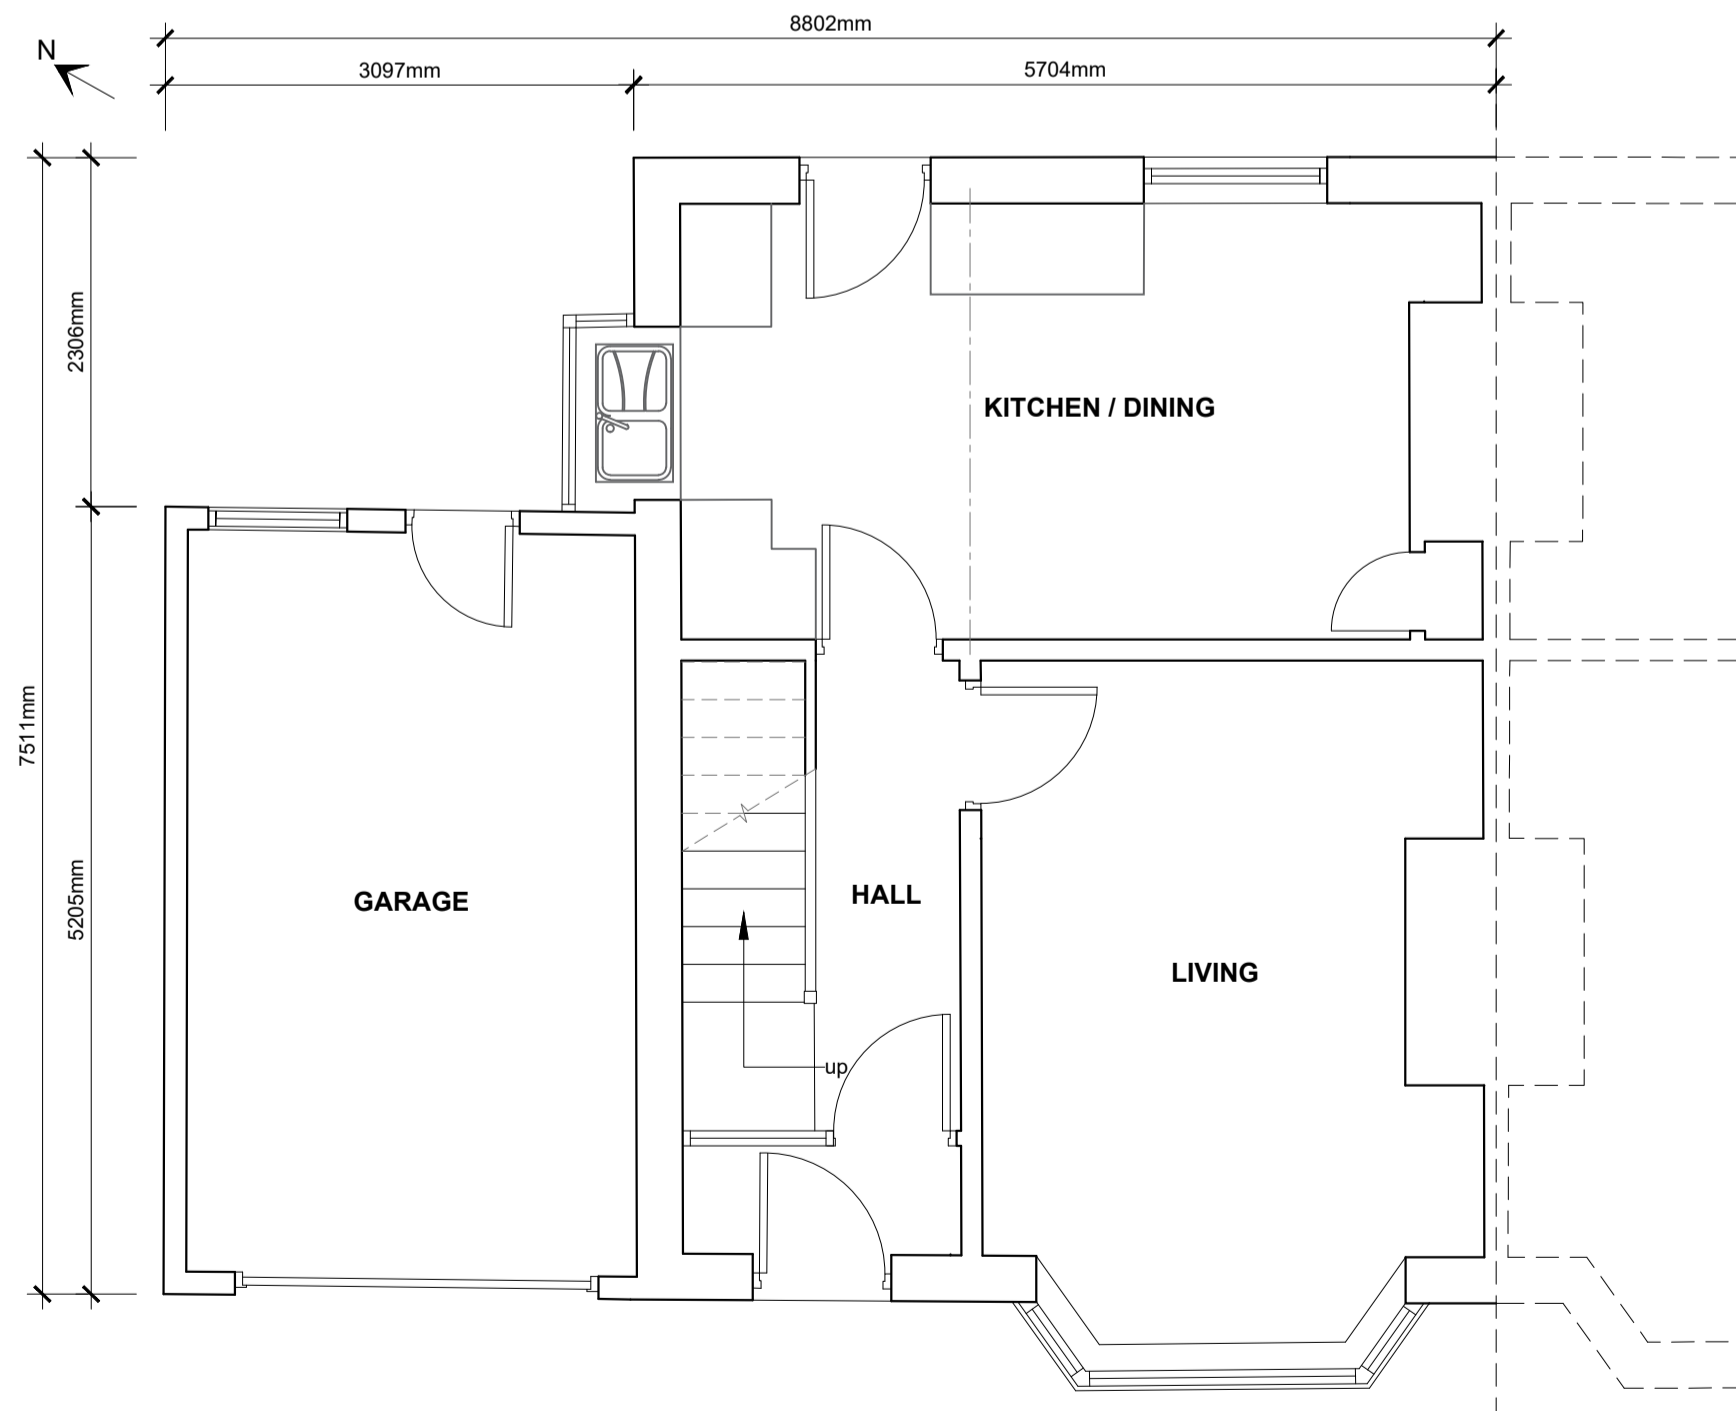 8802mm
N
3097mm
5704mm
2306mm
KITCHEN / DINING
7511mm
5205mm
GARAGE
HALL
LIVING
up